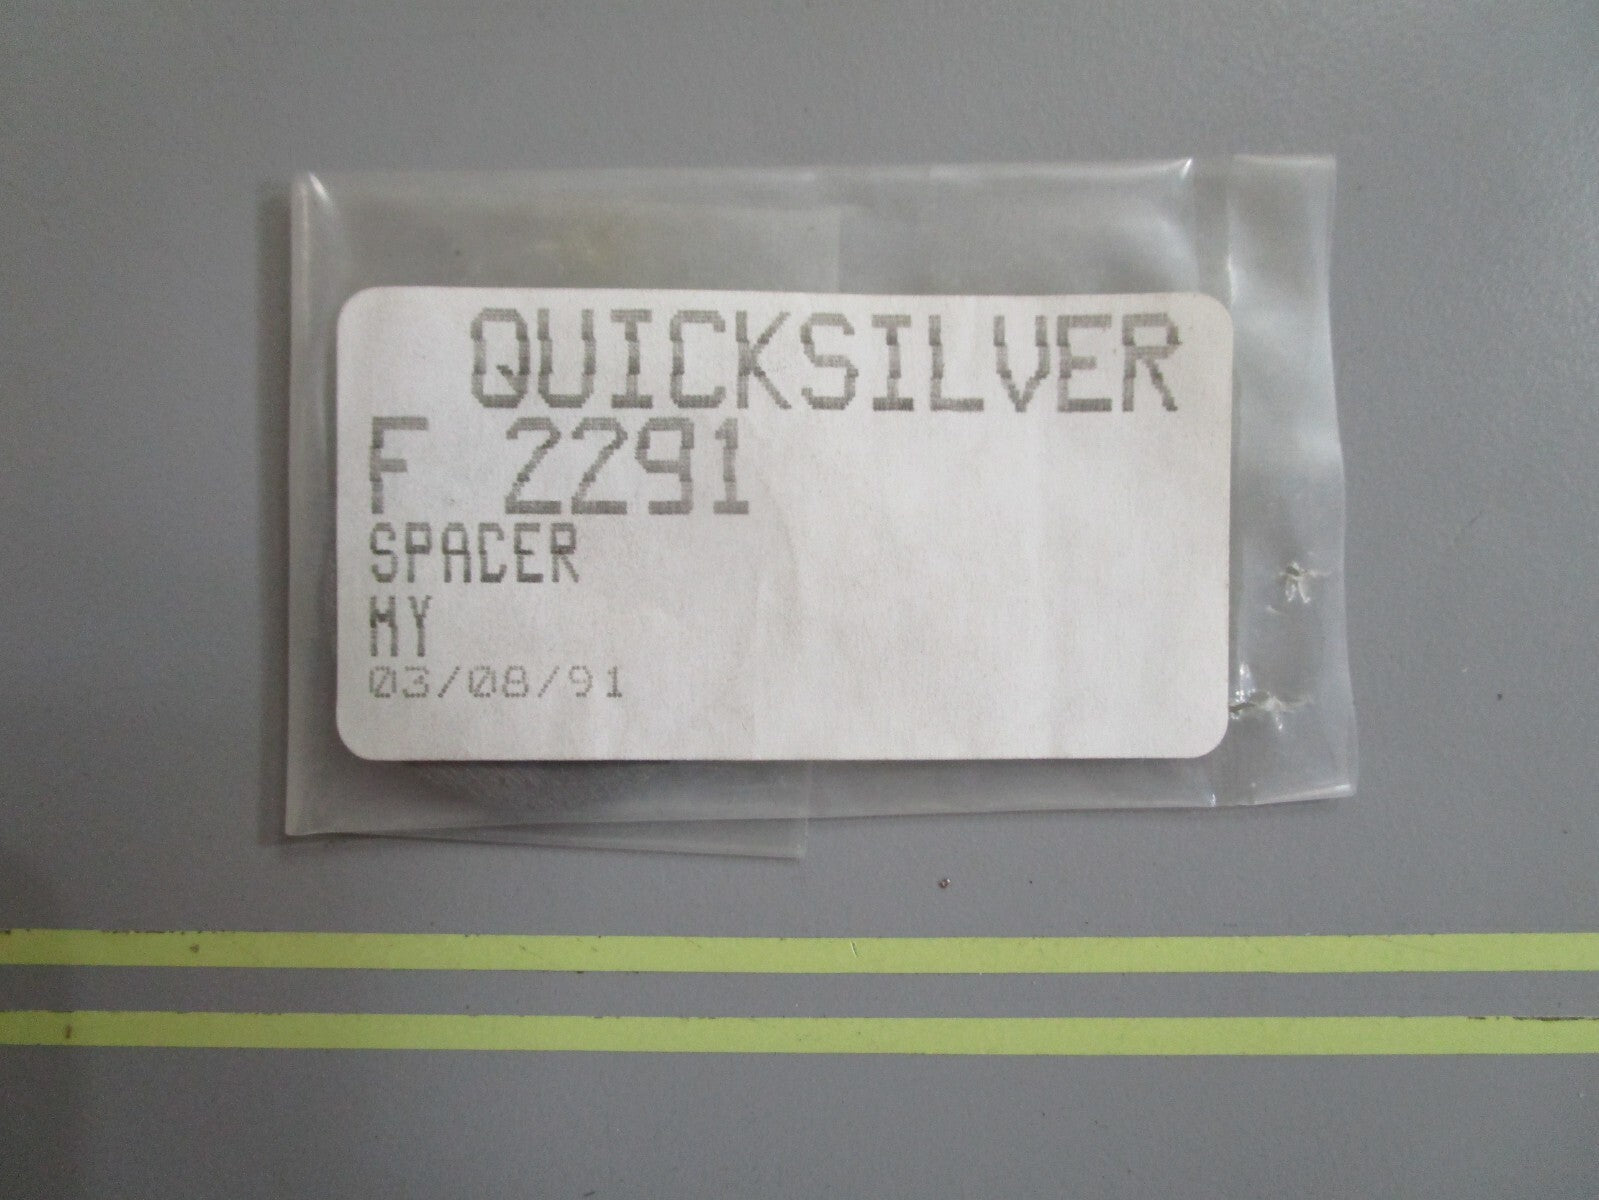 QUICKSILVER
F 2291
SPACER
MY
03/08/91